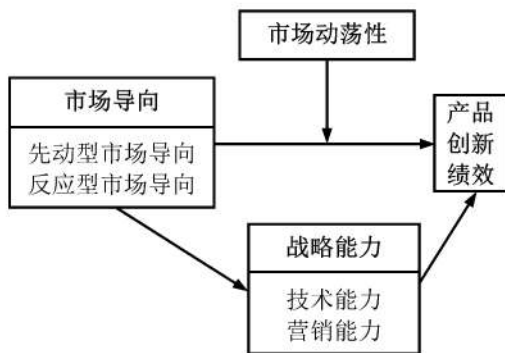 市场动荡性
市场导向
先动型市场导向
反应型市场导向
产品
创新
绩效
战略能力
技术能力
营销能力